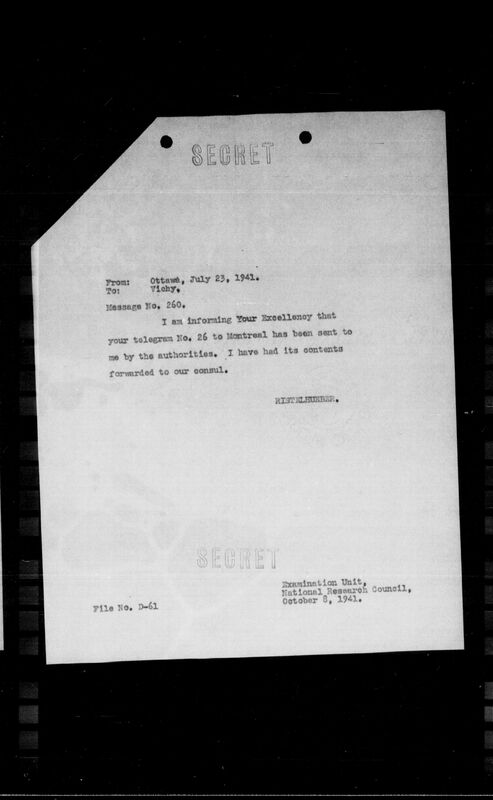 SECRET
From: Ottawa, July 23, 1941.
To: Vichy.
Message No. 260.
I am informing Your Excellency that
your telegram No. 26 to Montreal has been sent to
me by the authorities. I have had its contents
forwarded to our consul.
RISTELHUEBER.
SECRET
Examination Unit,
National Research Council,
October 8, 1941.
File No. D-61